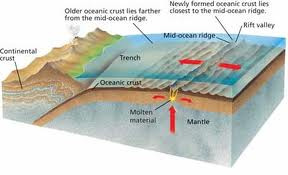 Older oceanic crust lies farther
from the mid-ocean ridge.
Newly formed oceanic crust lies
closest to the mid-ocean ridge.
Rift valley
Mid-ocean ridge
Continental
crust
Trench
Oceanic crust
Molten
material
Mantle